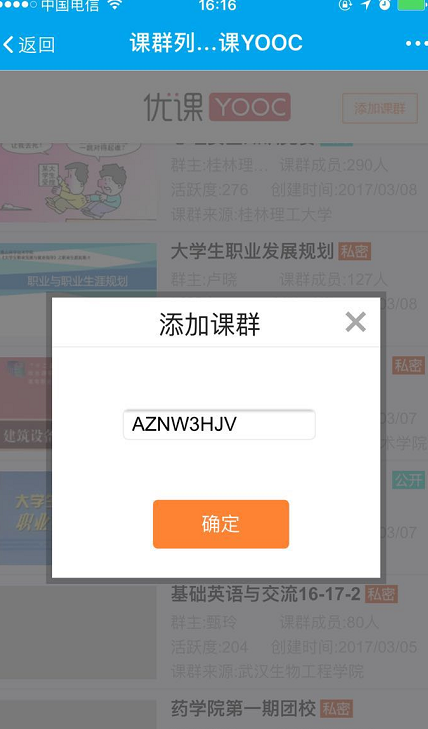 中国电信 16:16
返回 课群列...课YOOC
优课 YOOC 添加课群
群主:桂林理... 课群成员:290人
活跃度:276 创建时间:2017/03/08
课群来源:桂林理工大学
大学生职业发展规划 私密
职业与职业生涯规划
群主:卢晓 课群成员:127人
03/08
添加课群
私密
AZNW3HJV
03/07
建筑设 术学院
公开
大学生
职业
确定
03/07
基础英语与交流16-17-2 私密
群主:甄玲 课群成员:80人
活跃度:204 创建时间:2017/03/05
课群来源:武汉生物工程学院
药学院第一期团校 私密